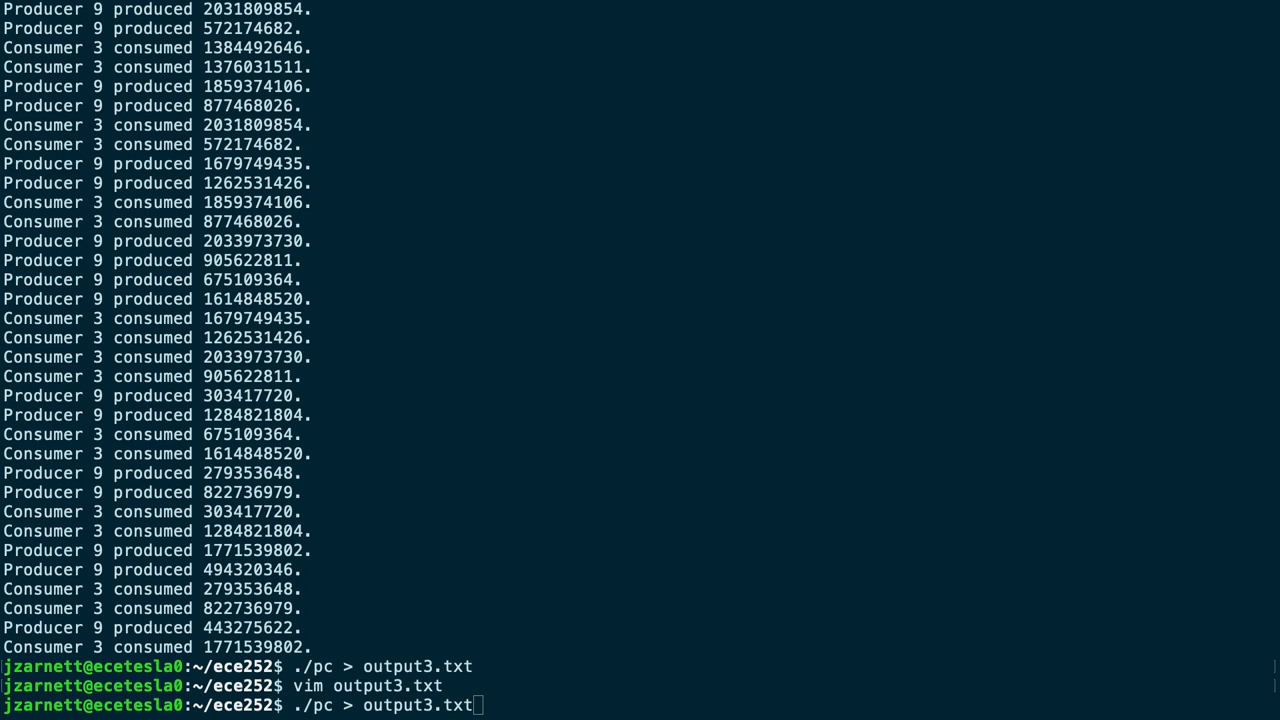 Producer 9 produced 2031809854.
Producer 9 produced 572174682.
Consumer 3 consumed 1384492646.
Consumer 3 consumed 1376031511.
Producer 9 produced 1859374106.
Producer 9 produced 877468026.
Consumer 3 consumed 2031809854.
Consumer 3 consumed 572174682.
Producer 9 produced 1679749435.
Producer 9 produced 1262531426.
Consumer 3 consumed 1859374106.
Consumer 3 consumed 877468026.
Producer 9 produced 2033973730.
Producer 9 produced 905622811.
Producer 9 produced 675109364.
Producer 9 produced 1614848520.
Consumer 3 consumed 1679749435.
Consumer 3 consumed 1262531426.
Consumer 3 consumed 2033973730.
Consumer 3 consumed 905622811.
Producer 9 produced 303417720.
Producer 9 produced 1284821804.
Consumer 3 consumed 675109364.
Consumer 3 consumed 1614848520.
Producer 9 produced 279353648.
Producer 9 produced 822736979.
Consumer 3 consumed 303417720.
Consumer 3 consumed 1284821804.
Producer 9 produced 1771539802.
Producer 9 produced 494320346.
Consumer 3 consumed 279353648.
Consumer 3 consumed 822736979.
Producer 9 produced 443275622.
Consumer 3 consumed 1771539802.
jzarnett@ecetesla0:~/ece252$ ./pc > output3.txt
jzarnett@ecetesla0:~/ece252$ vim output3.txt
jzarnett@ecetesla0:~/ece252$ ./pc > output3.txt